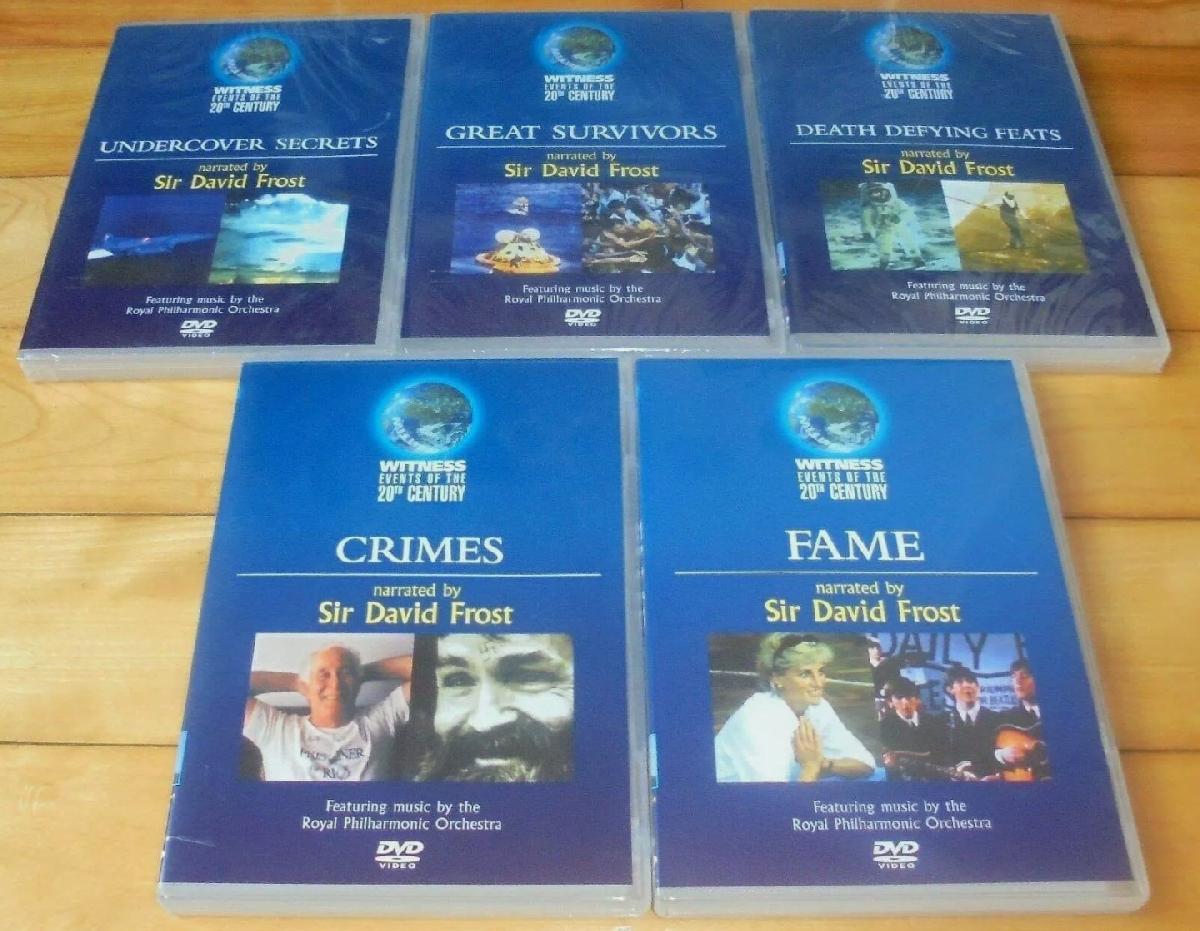 WITNESS
EVENTS OF THE
20TH CENTURY
UNDERCOVER SECRETS
narrated by
Sir David Frost
Featuring music by the
Royal Philharmonic Orchestra
DVD
VIDEO
WITNESS
EVENTS OF THE
20TH CENTURY
GREAT SURVIVORS
narrated by
Sir David Frost
Featuring music by the
Royal Philharmonic Orchestra
DVD
VIDEO
WITNESS
EVENTS OF THE
20TH CENTURY
DEATH DEFYING FEATS
narrated by
Sir David Frost
Featuring music by the
Royal Philharmonic Orchestra
DVD
VIDEO
WITNESS
EVENTS OF THE
20TH CENTURY
CRIMES
narrated by
Sir David Frost
Featuring music by the
Royal Philharmonic Orchestra
DVD
VIDEO
WITNESS
EVENTS OF THE
20TH CENTURY
FAME
narrated by
Sir David Frost
DAILY
Featuring music by the
Royal Philharmonic Orchestra
DVD
VIDEO